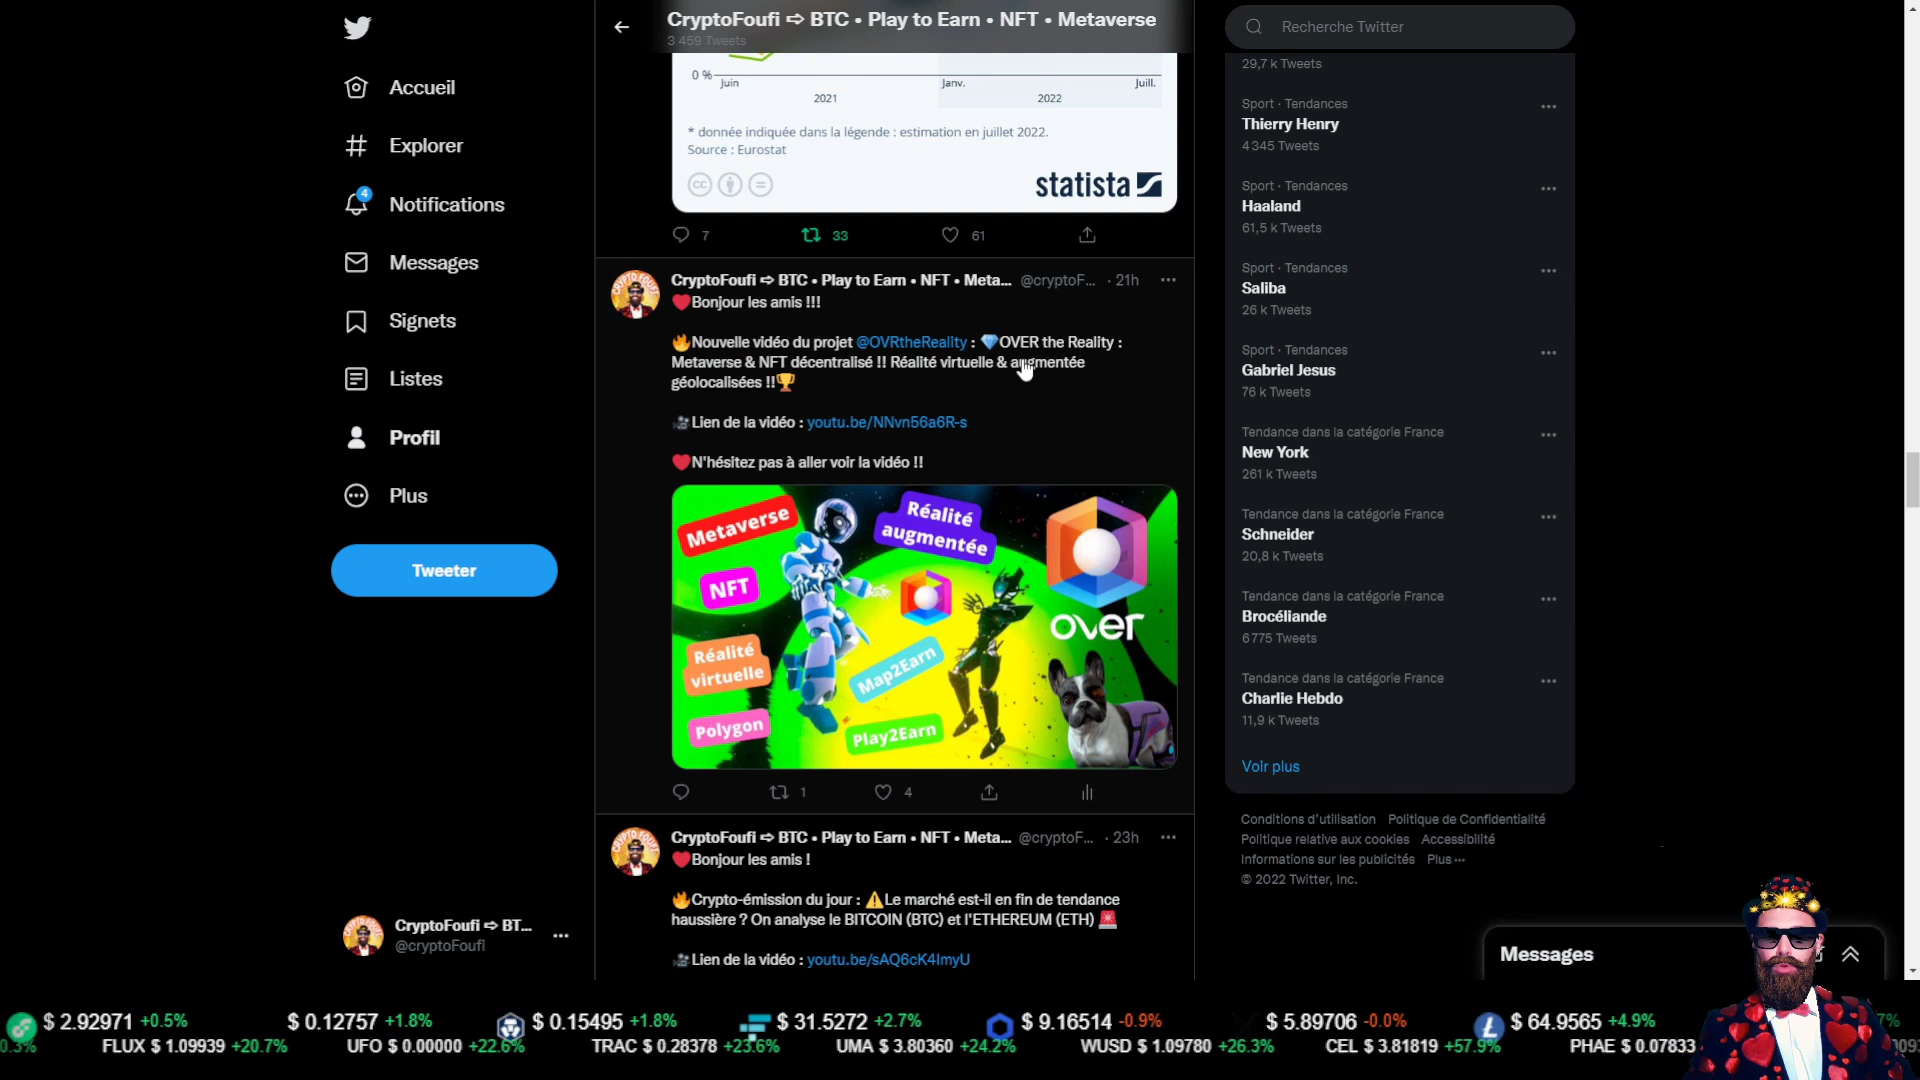 Accueil
Explorer
4
Notifications
Messages
Signets
Listes
Profil
Plus
Tweeter
CryptoFoufi ➪ BT...
@cryptoFoufi
CryptoFoufi ➪ BTC • Play to Earn • NFT • Metaverse
3 459 Tweets
0 %
Juin
Janv.
Juill.
2021
2022
* donnée indiquée dans la légende : estimation en juillet 2022.
Source : Eurostat
cc
statista
7
33
61
CryptoFoufi ➪ BTC • Play to Earn • NFT • Meta... @cryptoF... · 21h
❤️Bonjour les amis !!!
🔥Nouvelle vidéo du projet @OVRtheReality : 💎OVER the Reality :
Metaverse & NFT décentralisé !! Réalité virtuelle & augmentée
géolocalisées !!🏆
🎥Lien de la vidéo : youtu.be/NNvn56a6R-s
❤️N'hésitez pas à aller voir la vidéo !!
Metaverse
Réalité
augmentée
NFT
over
Réalité
virtuelle
Map2Earn
Polygon
Play2Earn
1
4
CryptoFoufi ➪ BTC • Play to Earn • NFT • Meta... @cryptoF... · 23h
❤️Bonjour les amis !
🔥Crypto-émission du jour : ⚠️Le marché est-il en fin de tendance
haussière ? On analyse le BITCOIN (BTC) et l'ETHEREUM (ETH) 🚨
🎥Lien de la vidéo : youtu.be/sAQ6cK4ImyU
Recherche Twitter
29,7 k Tweets
Sport · Tendances
Thierry Henry
4 345 Tweets
Sport · Tendances
Haaland
61,5 k Tweets
Sport · Tendances
Saliba
26 k Tweets
Sport · Tendances
Gabriel Jesus
76 k Tweets
Tendance dans la catégorie France
New York
261 k Tweets
Tendance dans la catégorie France
Schneider
20,8 k Tweets
Tendance dans la catégorie France
Brocéliande
6 775 Tweets
Tendance dans la catégorie France
Charlie Hebdo
11,9 k Tweets
Voir plus
Conditions d'utilisation Politique de Confidentialité
Politique relative aux cookies Accessibilité
Informations sur les publicités Plus ···
© 2022 Twitter, Inc.
Messages
$ 2.92971 +0.5% $ 0.12757 +1.8% $ 0.15495 +1.8% $ 31.5272 +2.7% $ 9.16514 -0.9% $ 5.89706 -0.0% $ 64.9565 +4.9%
FLUX $ 1.09939 +20.7% UFO $ 0.00000 +22.6% TRAC $ 0.28378 +23.6% UMA $ 3.80360 +24.2% WUSD $ 1.09780 +26.3% CEL $ 3.81819 +57.9% PHAE $ 0.07833